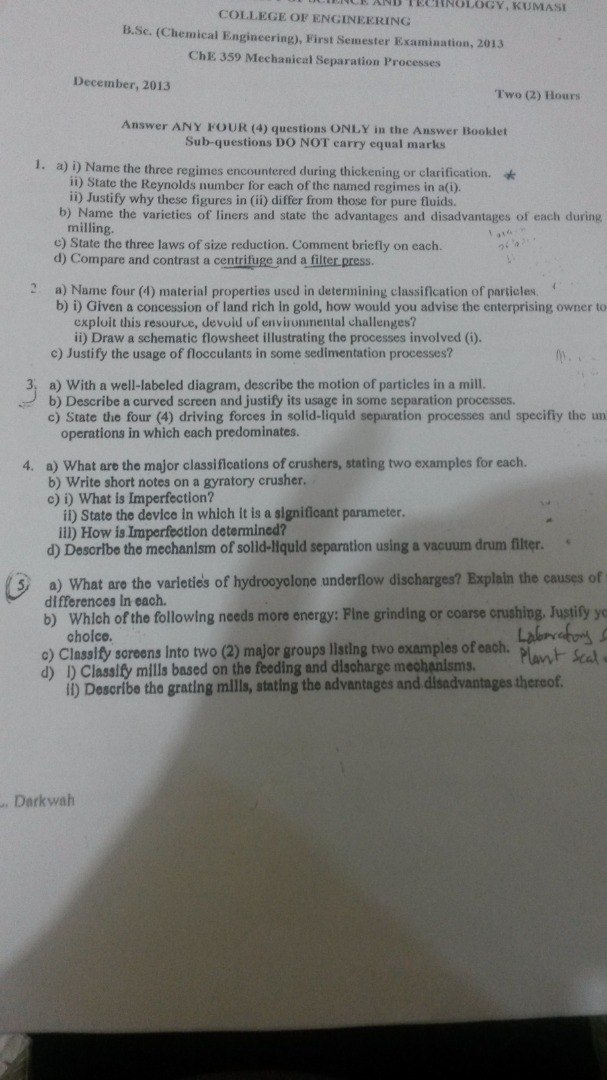 TECHNOLOGY, KUMASI
COLLEGE OF ENGINEERING
B.Sc. (Chemical Engineering), First Semester Examination, 2013
ChE 359 Mechanical Separation Processes
December, 2013
Two (2) Hours
Answer ANY FOUR (4) questions ONLY in the Answer Booklet
Sub-questions DO NOT carry equal marks
1. a) i) Name the three regimes encountered during thickening or clarification.
ii) State the Reynolds number for each of the named regimes in a(i).
ii) Justify why these figures in (ii) differ from those for pure fluids.
b) Name the varieties of liners and state the advantages and disadvantages of each during
milling.
c) State the three laws of size reduction. Comment briefly on each.
d) Compare and contrast a centrifuge and a filter press.
2 a) Name four (4) material properties used in determining classification of particles.
b) i) Given a concession of land rich in gold, how would you advise the enterprising owner to
exploit this resource, devoid of environmental challenges?
ii) Draw a schematic flowsheet illustrating the processes involved (i).
c) Justify the usage of flocculants in some sedimentation processes?
3. a) With a well-labeled diagram, describe the motion of particles in a mill.
b) Describe a curved screen and justify its usage in some separation processes.
c) State the four (4) driving forces in solid-liquid separation processes and specifiy the un
operations in which each predominates.
4. a) What are the major classifications of crushers, stating two examples for each.
b) Write short notes on a gyratory crusher.
c) i) What is Imperfection?
ii) State the device in which it is a significant parameter.
iii) How is Imperfection determined?
d) Describe the mechanism of solid-liquid separation using a vacuum drum filter.
5. a) What are the varieties of hydrocyclone underflow discharges? Explain the causes of
differences in each.
b) Which of the following needs more energy: Fine grinding or coarse crushing. Justify yo
choice.
Laboratory S
c) Classify screens into two (2) major groups listing two examples of each. Plant Scal
d) i) Classify mills based on the feeding and discharge mechanisms.
ii) Describe the grating mills, stating the advantages and disadvantages thereof.
. Darkwah